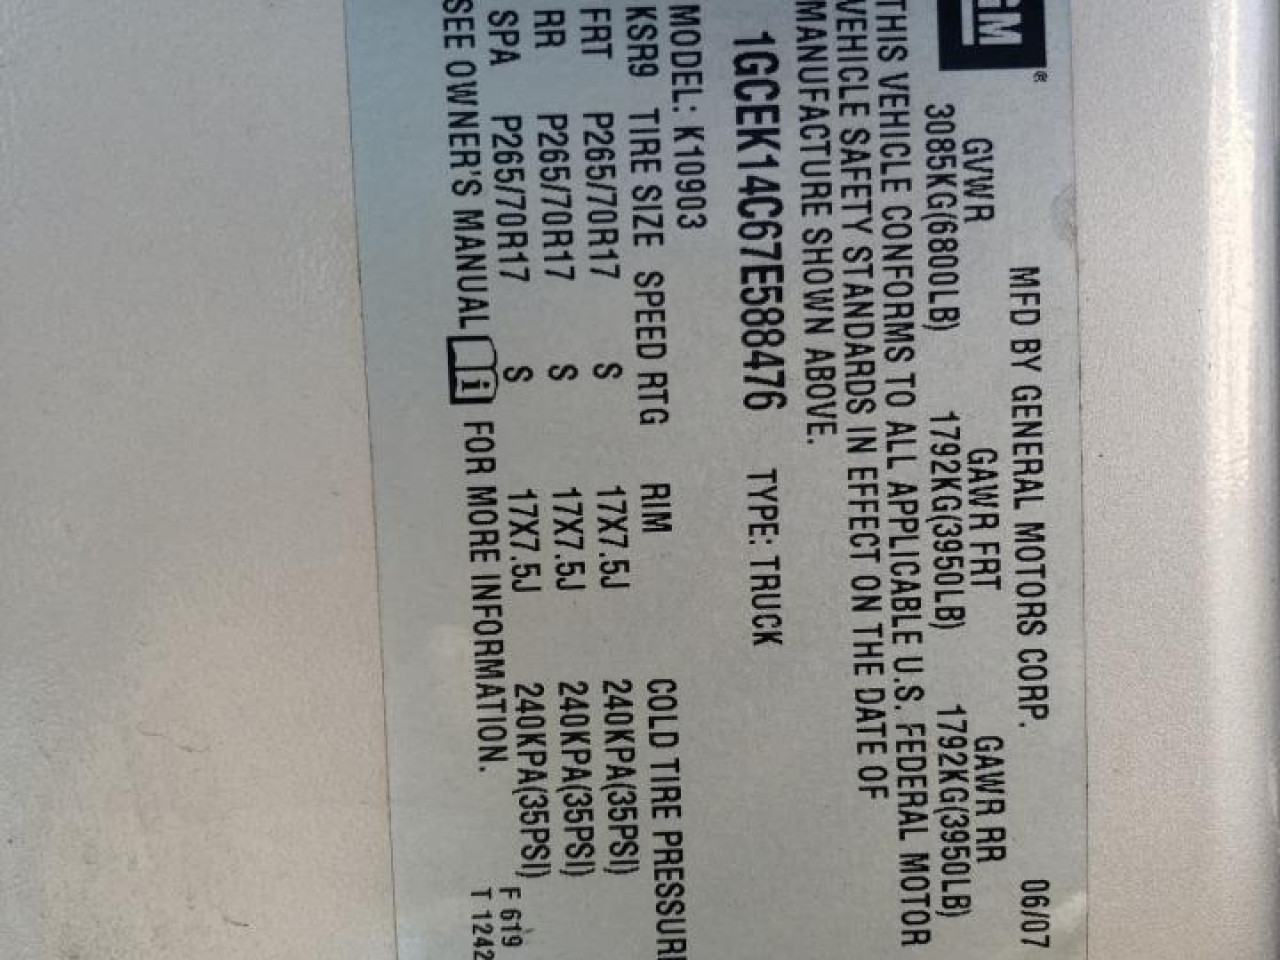 GM®
MFD BY GENERAL MOTORS CORP. 06/07
GVWR GAWR FRT GAWR RR
3085KG(6800LB) 1792KG(3950LB) 1792KG(3950LB)
THIS VEHICLE CONFORMS TO ALL APPLICABLE U.S. FEDERAL MOTOR
VEHICLE SAFETY STANDARDS IN EFFECT ON THE DATE OF
MANUFACTURE SHOWN ABOVE.
1GCEK14C67E588476 TYPE: TRUCK
MODEL: K10903
KSR9 TIRE SIZE SPEED RTG RIM COLD TIRE PRESSUR
FRT P265/70R17 S 17X7.5J 240KPA(35PSI)
RR P265/70R17 S 17X7.5J 240KPA(35PSI)
SPA P265/70R17 S 17X7.5J 240KPA(35PSI)
SEE OWNER'S MANUAL i FOR MORE INFORMATION.
F 619
T 1242